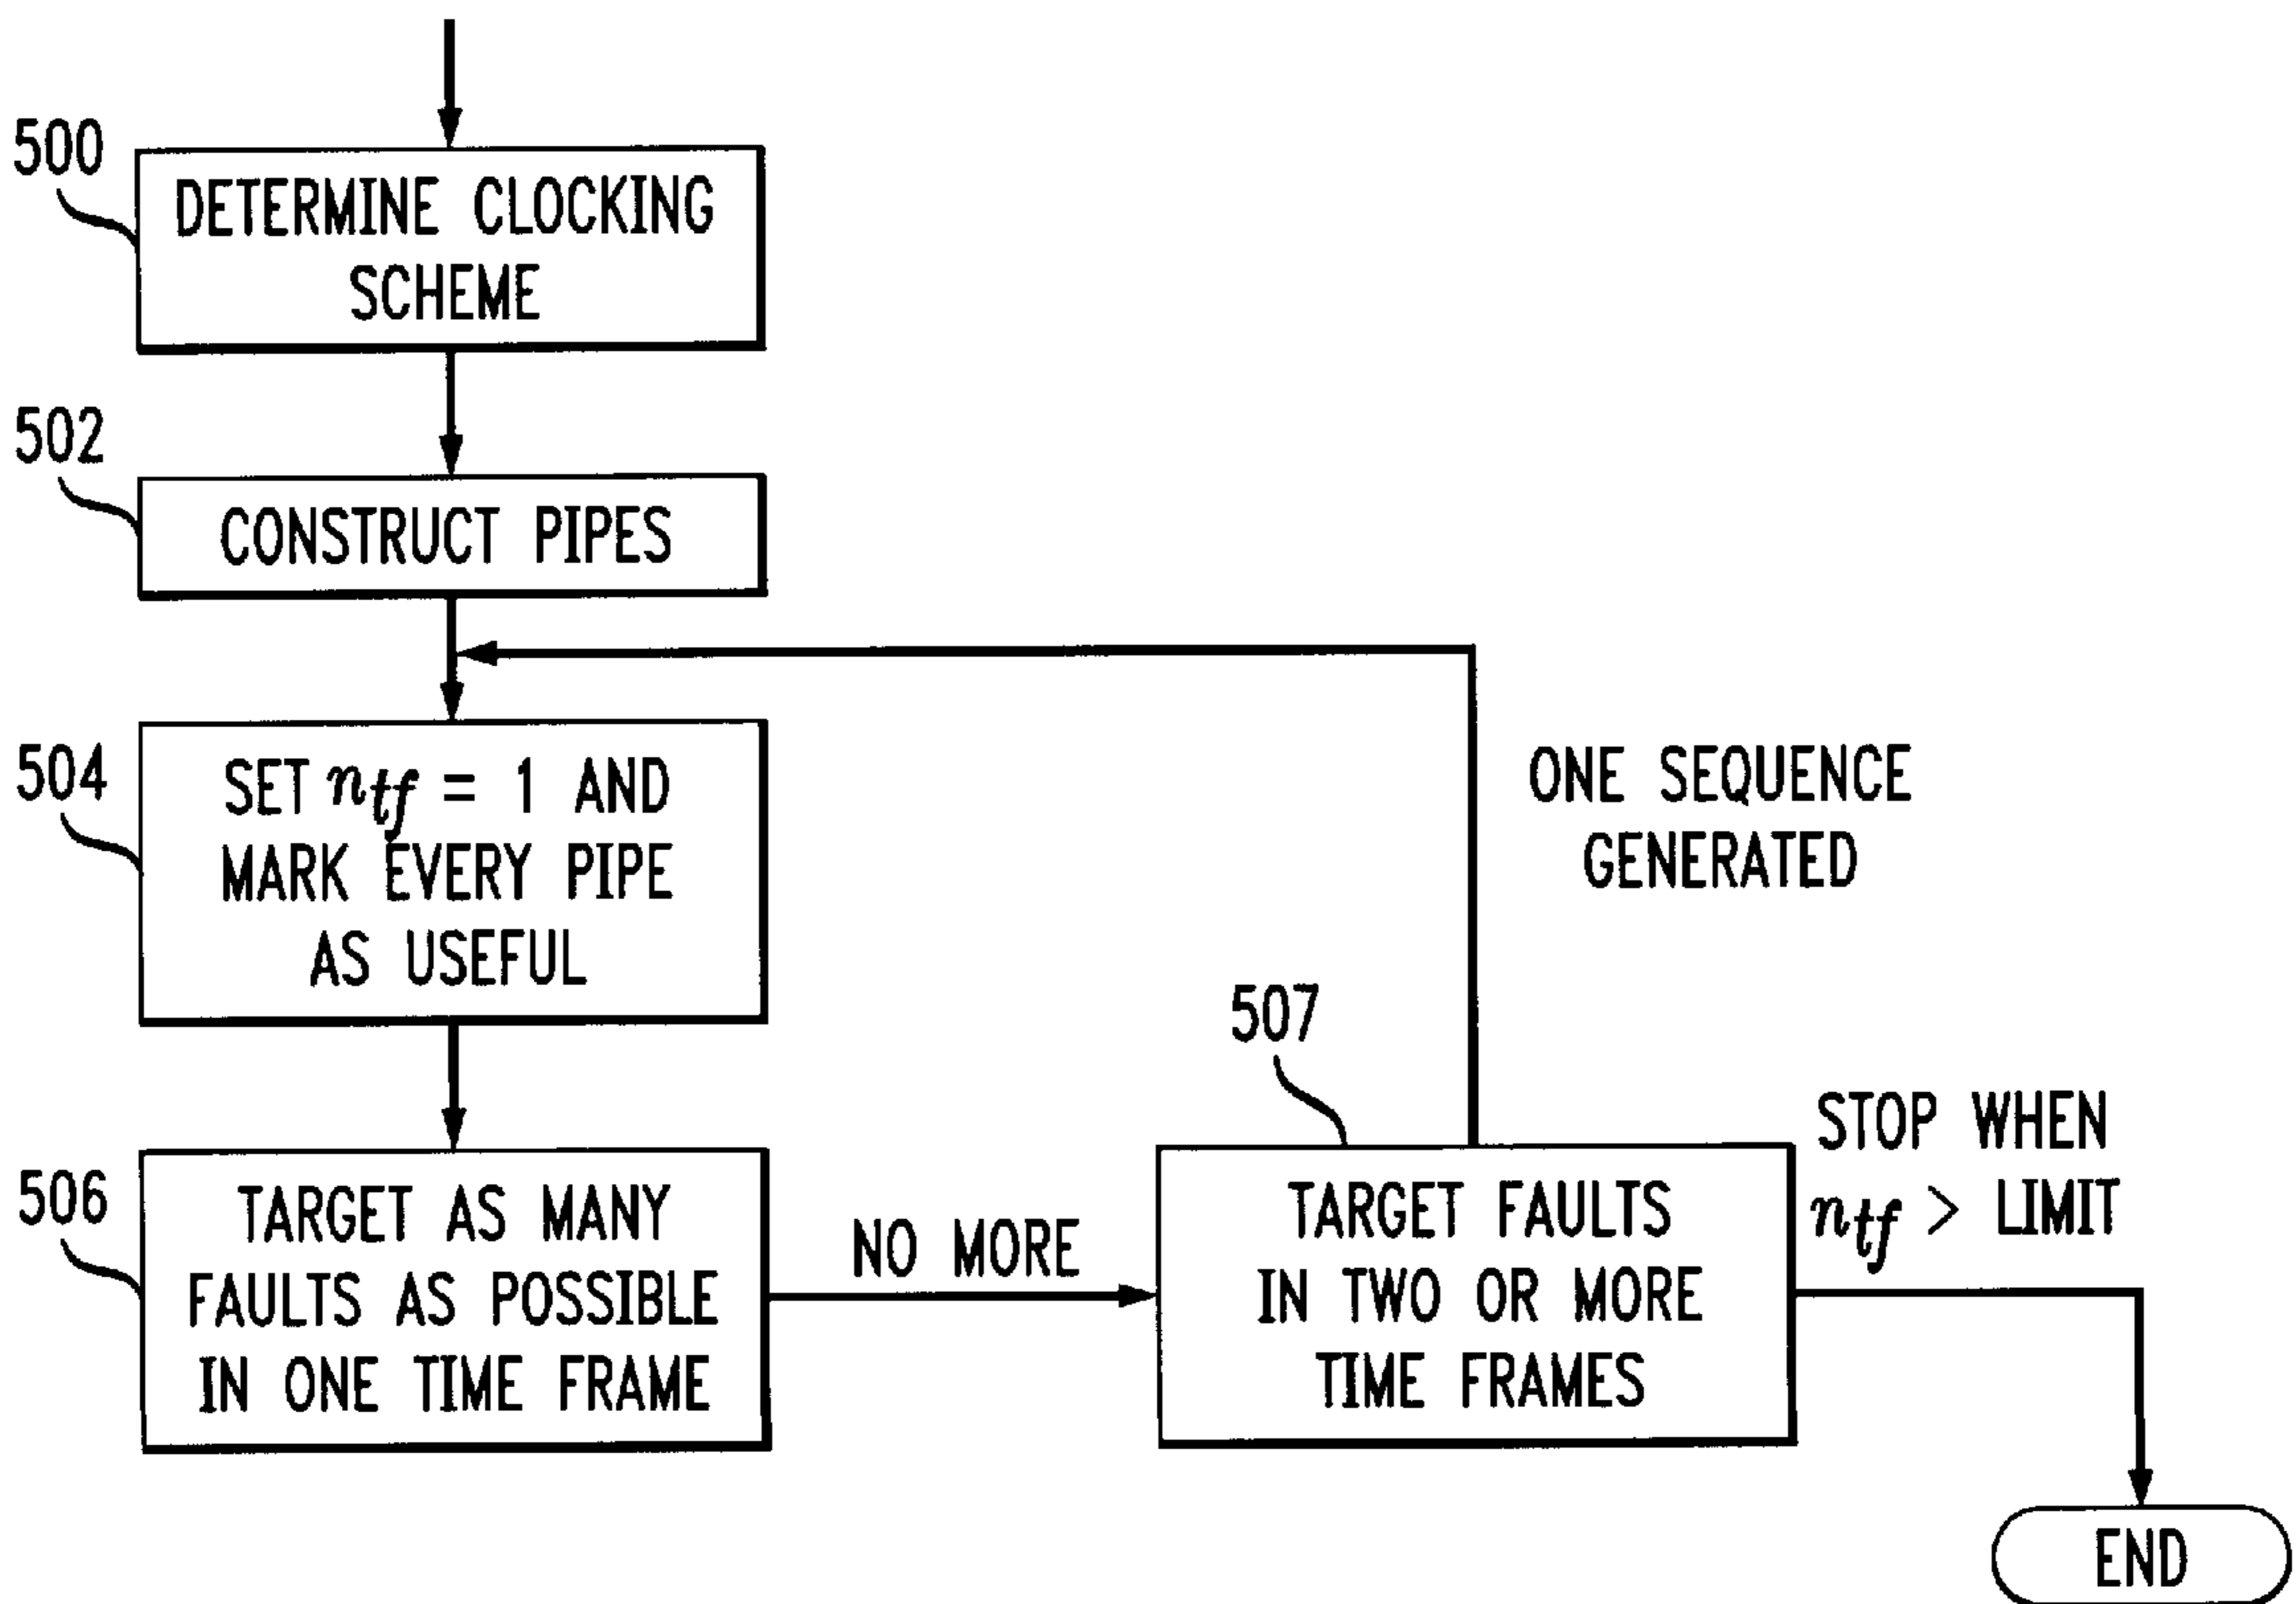 500
DETERMINE CLOCKING
SCHEME
502
CONSTRUCT PIPES
504
SET n_tf = 1 AND
MARK EVERY PIPE
AS USEFUL
ONE SEQUENCE
GENERATED
506
TARGET AS MANY
FAULTS AS POSSIBLE
IN ONE TIME FRAME
NO MORE
507
TARGET FAULTS
IN TWO OR MORE
TIME FRAMES
STOP WHEN
n_tf > LIMIT
END